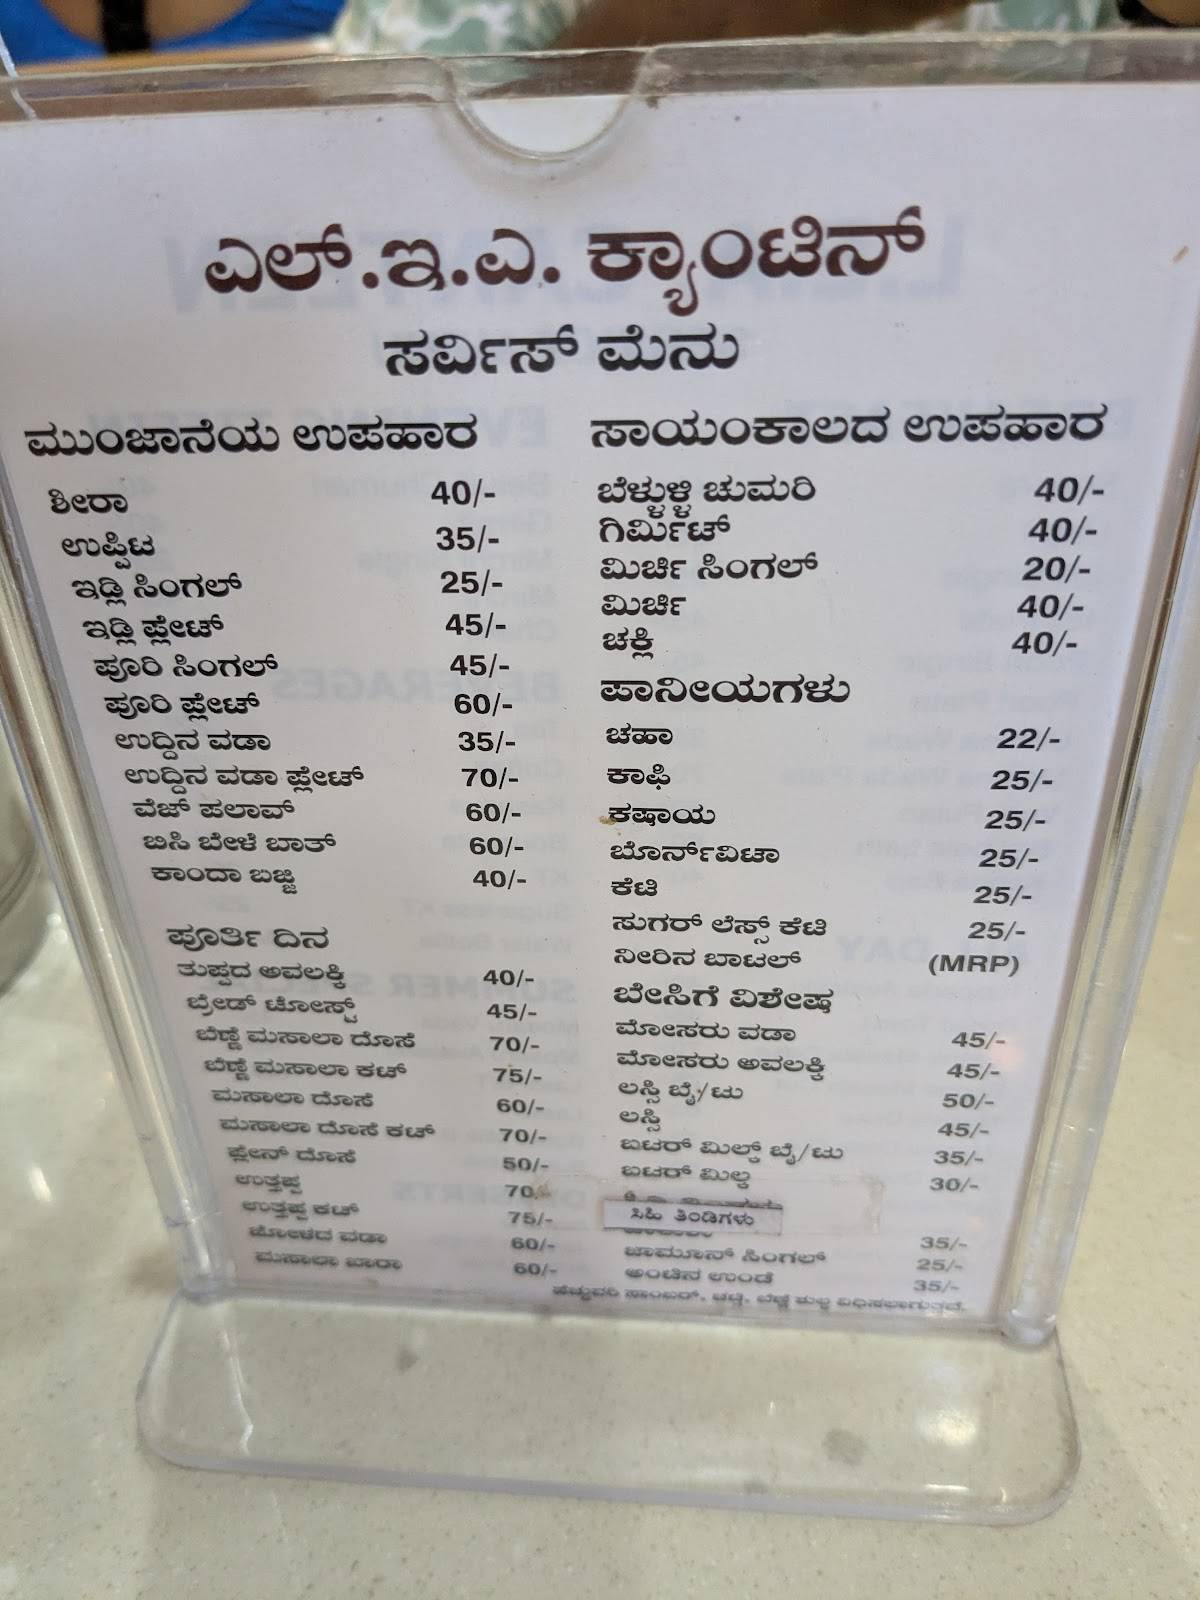 ಎಲ್.ಇ.ಎ. ಕ್ಯಾಂಟಿನ್
ಸರ್ವಿಸ್ ಮೆನು
ಮುಂಜಾನೆಯ ಉಪಹಾರ
ಶೀರಾ 40/-
ಉಪ್ಪಿಟ 35/-
ಇಡ್ಲಿ ಸಿಂಗಲ್ 25/-
ಇಡ್ಲಿ ಪ್ಲೇಟ್ 45/-
ಪೂರಿ ಸಿಂಗಲ್ 45/-
ಪೂರಿ ಪ್ಲೇಟ್ 60/-
ಉದ್ದಿನ ವಡಾ 35/-
ಉದ್ದಿನ ವಡಾ ಪ್ಲೇಟ್ 70/-
ವೆಜ್ ಪಲಾವ್ 60/-
ಬಿಸಿ ಬೇಳೆ ಬಾತ್ 60/-
ಕಾಂದಾ ಬಜ್ಜಿ 40/-
ಪೂರ್ತಿ ದಿನ
ತುಪ್ಪದ ಅವಲಕ್ಕಿ 40/-
ಬ್ರೇಡ್ ಟೋಸ್ಟ್ 45/-
ಬೆಣ್ಣೆ ಮಸಾಲಾ ದೊಸೆ 70/-
ಬೆಣ್ಣೆ ಮಸಾಲಾ ಕಟ್ 75/-
ಮಸಾಲಾ ದೊಸೆ 60/-
ಮಸಾಲಾ ದೊಸೆ ಕಟ್ 70/-
ಪ್ಲೇನ್ ದೊಸೆ 50/-
ಉತ್ತಪ್ಪ 70
ಉತ್ತಪ್ಪ ಕಟ್ 75/-
ಜೋಳದ ವಡಾ 60/-
ಮಸಾಲಾ ಖಾರಾ 60/-
ಸಾಯಂಕಾಲದ ಉಪಹಾರ
ಬೆಳ್ಳುಳ್ಳಿ ಚುಮರಿ 40/-
ಗಿರ್ಮಿಟ್ 40/-
ಮಿರ್ಚಿ ಸಿಂಗಲ್ 20/-
ಮಿರ್ಚಿ 40/-
ಚಕ್ಲಿ 40/-
ಪಾನೀಯಗಳು
ಚಹಾ 22/-
ಕಾಫಿ 25/-
ಕಷಾಯ 25/-
ಬೊರ್ನ್‌ವಿಟಾ 25/-
ಕೆಟಿ 25/-
ಸುಗರ್ ಲೆಸ್ಸ್ ಕೆಟಿ 25/-
ನೀರಿನ ಬಾಟಲ್ (MRP)
ಬೇಸಿಗೆ ವಿಶೇಷ
ಮೋಸರು ವಡಾ 45/-
ಮೋಸರು ಅವಲಕ್ಕಿ 45/-
ಲಸ್ಸಿ ಬೈ/ಟು 50/-
ಲಸ್ಸಿ 45/-
ಬಟರ್ ಮಿಲ್ಕ್ ಬೈ/ಟು 35/-
ಬಟರ್ ಮಿಲ್ಕ 30/-
ಸಿಹಿ ತಿಂಡಿಗಳು
35/-
ಜಾಮೂನ್ ಸಿಂಗಲ್ 25/-
ಅಂಟಿನ ಉಂಡೆ 35/-